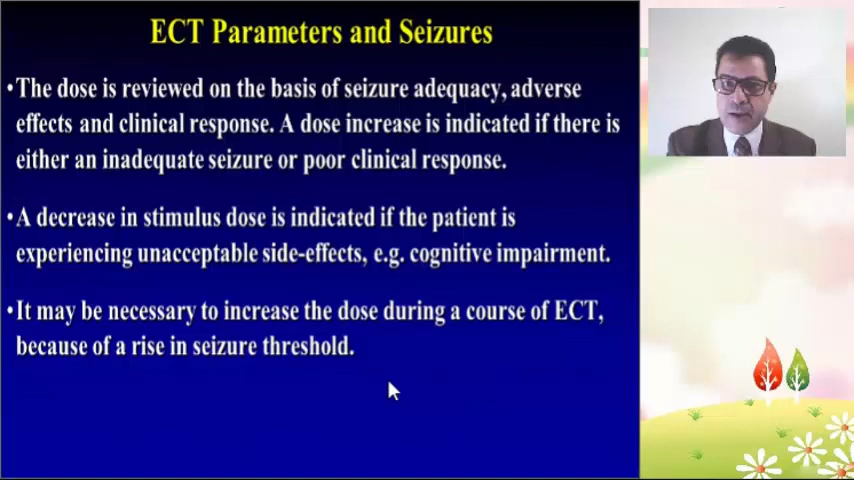 ECT Parameters and Seizures
•The dose is reviewed on the basis of seizure adequacy, adverse
effects and clinical response. A dose increase is indicated if there is
either an inadequate seizure or poor clinical response.
•A decrease in stimulus dose is indicated if the patient is
experiencing unacceptable side-effects, e.g. cognitive impairment.
•It may be necessary to increase the dose during a course of ECT,
because of a rise in seizure threshold.